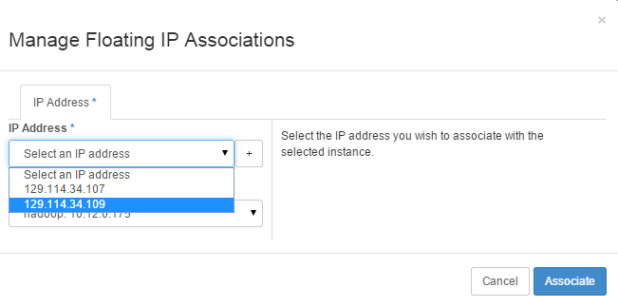 ×
Manage Floating IP Associations
IP Address *
IP Address *
Select an IP address
+
Select an IP address
129.114.34.107
129.114.34.109
hadoop: 10.12.0.175
Select the IP address you wish to associate with the
selected instance.
Cancel
Associate